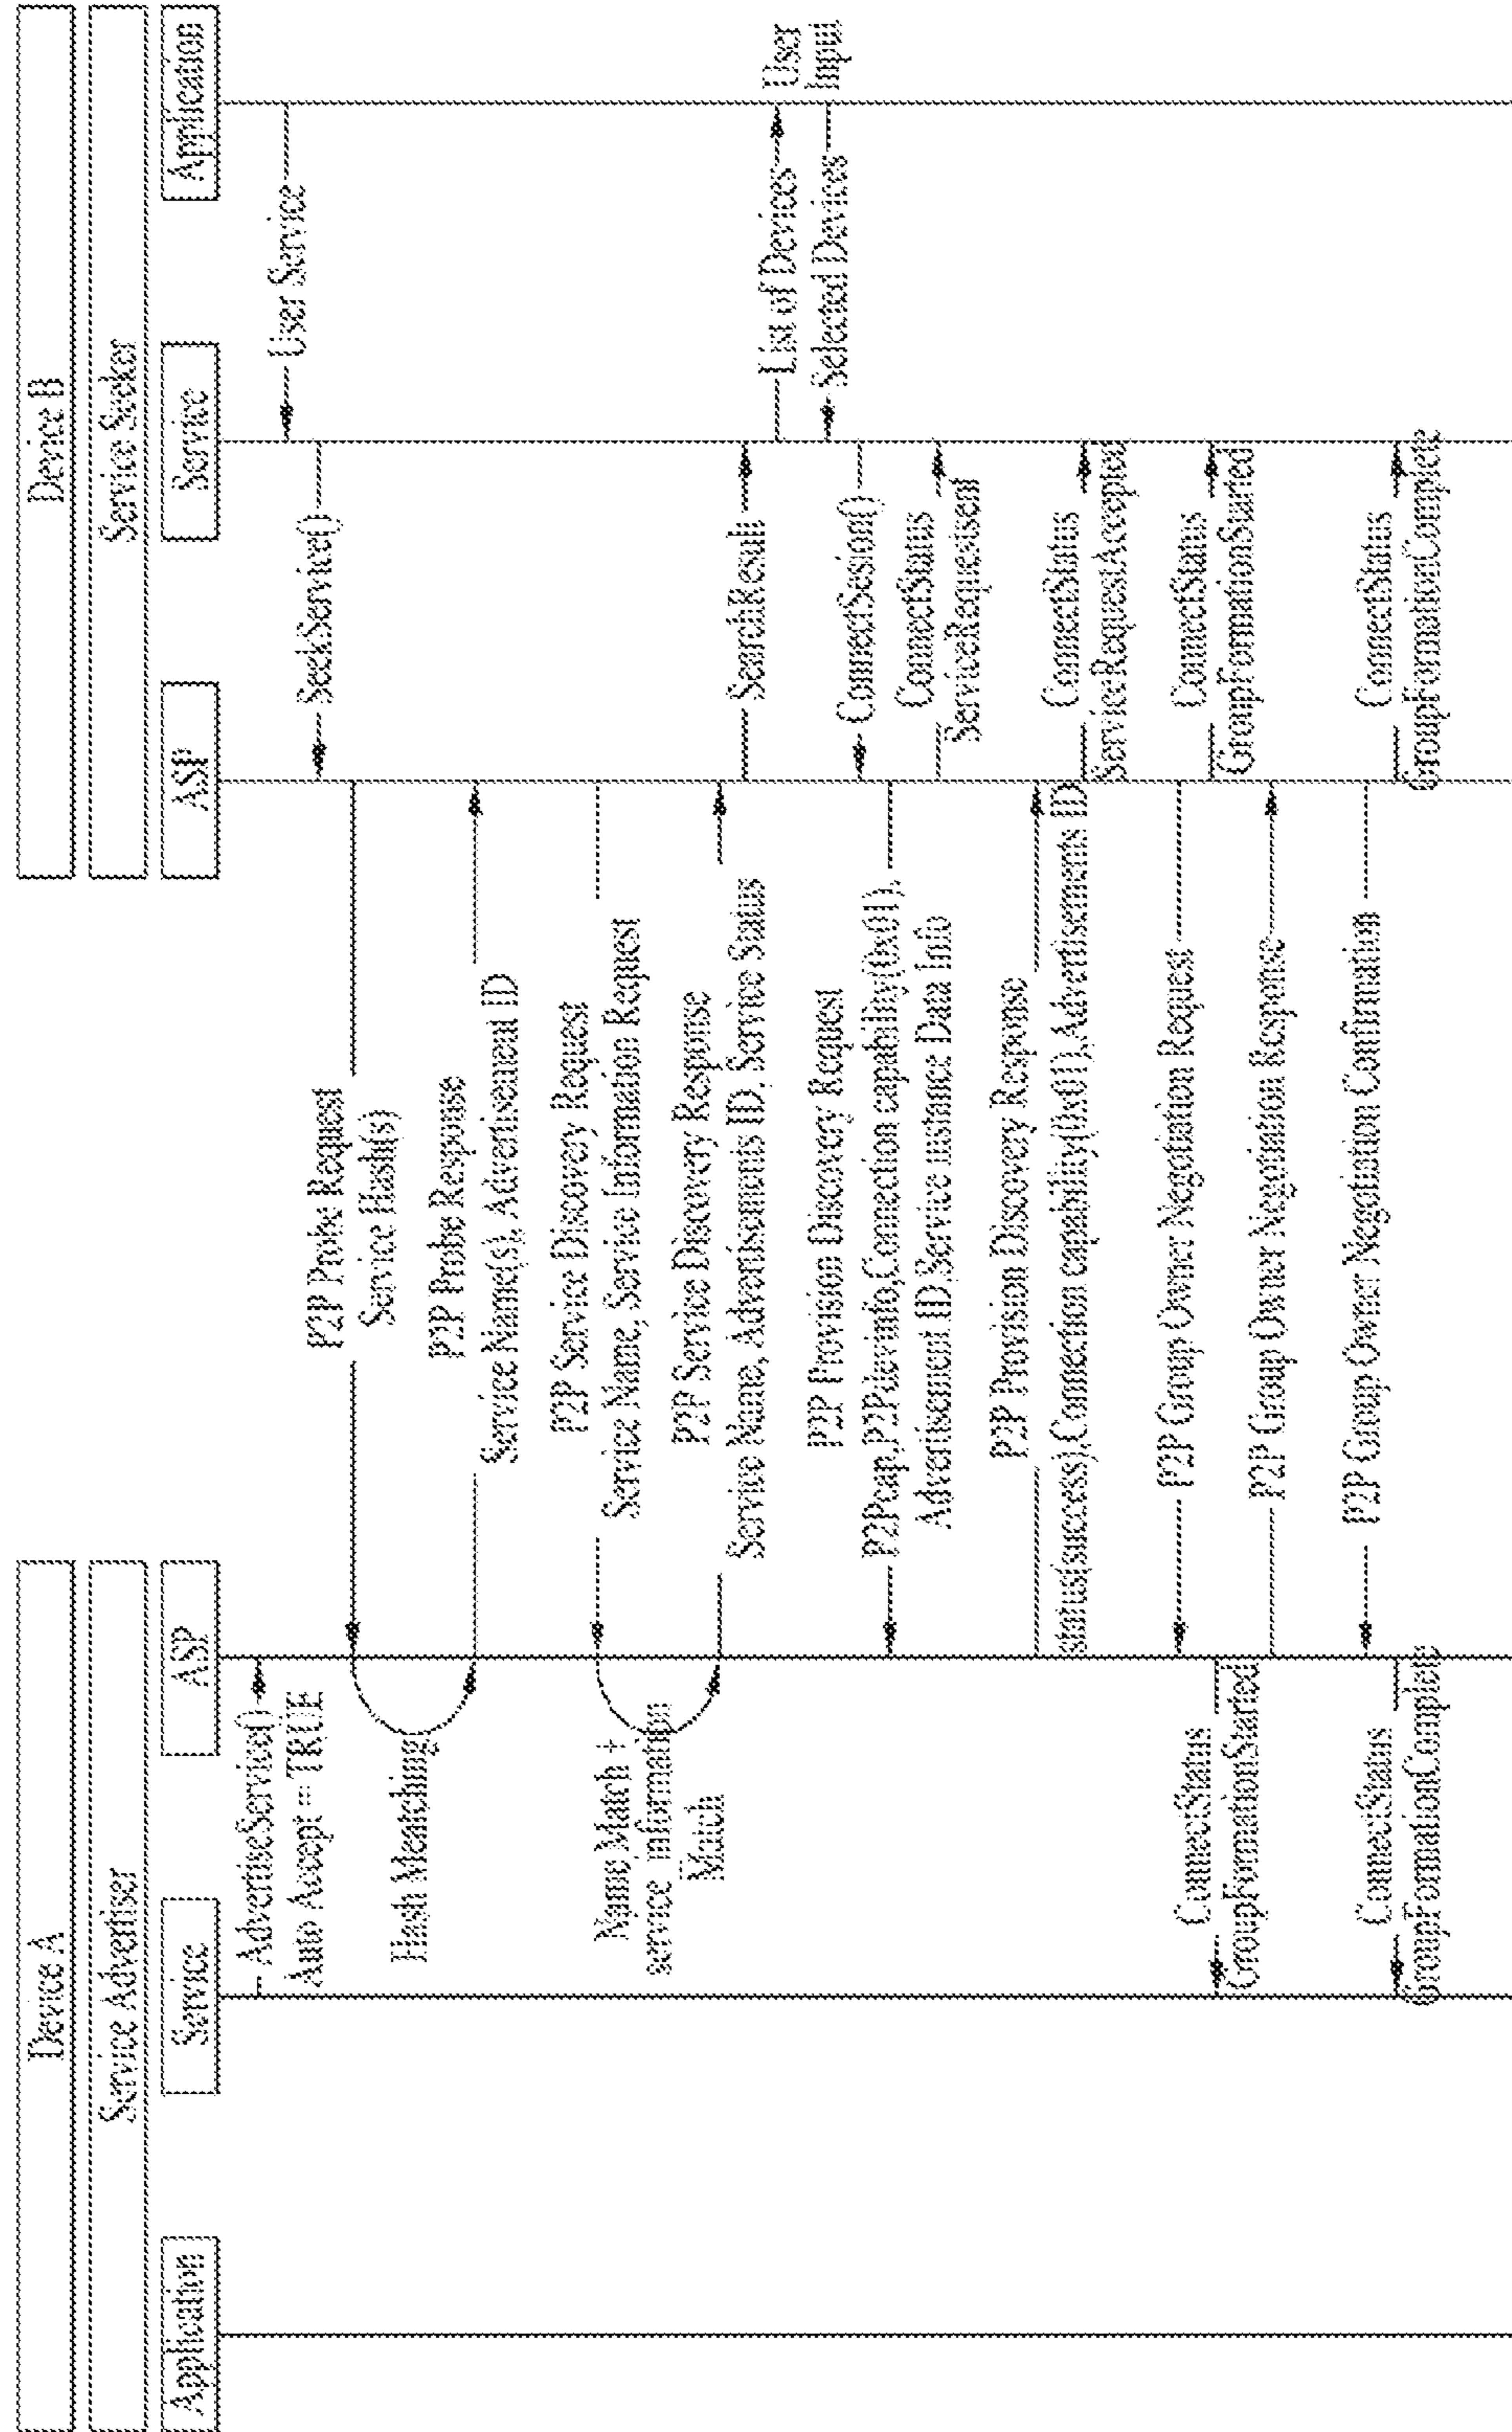 Device A
Device B
Service Advertiser
Service Seeker
Application
Service
ASP
ASP
Service
Application
AdvertiseService()
Auto Accept = TRUE
User Service
SeekService()
P2P Probe Request
Service Hash(s)
Hash Meatching
P2P Probe Response
Service Name(s), Advertisement ID
P2P Service Discovery Request
Service Name, Service Information Request
Name Match +
service information
Match
P2P Service Discovery Response
Service Name, Advertisements ID, Service Status
SearchResult
List of Devices
User
Input
Selected Devices
ConnectSesion()
P2P Provision Discovery Request
P2Pcap,P2Pdevinfo,Connection capability(0x01),
Advertisement ID,Service instance Data Info
ConnectStatus
ServiceRequestsent
P2P Provision Discovery Response
status(success),Connection capability(0x01),Advertisements ID
ConnectStatus
ServiceRequestAccepted
P2P Group Owner Negotiation Request
ConnectStatus
GroupFormationStarted
ConnectStatus
GroupFormationStarted
P2P Group Owner Negotiation Response
P2P Group Owner Negotiation Confirmation
ConnectStatus
GroupFormationComplete
ConnectStatus
GroupFormationComplete